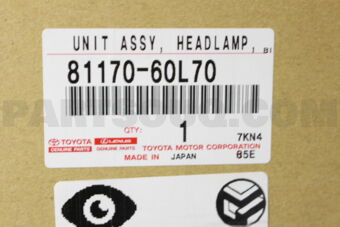 UNIT ASSY, HEADLAMP, BI
81170-60L70
QTY: 1 7KN4
TOYOTA GENUINE PARTS LEXUS GENUINE PARTS TOYOTA MOTOR CORPORATION
MADE IN JAPAN 65E